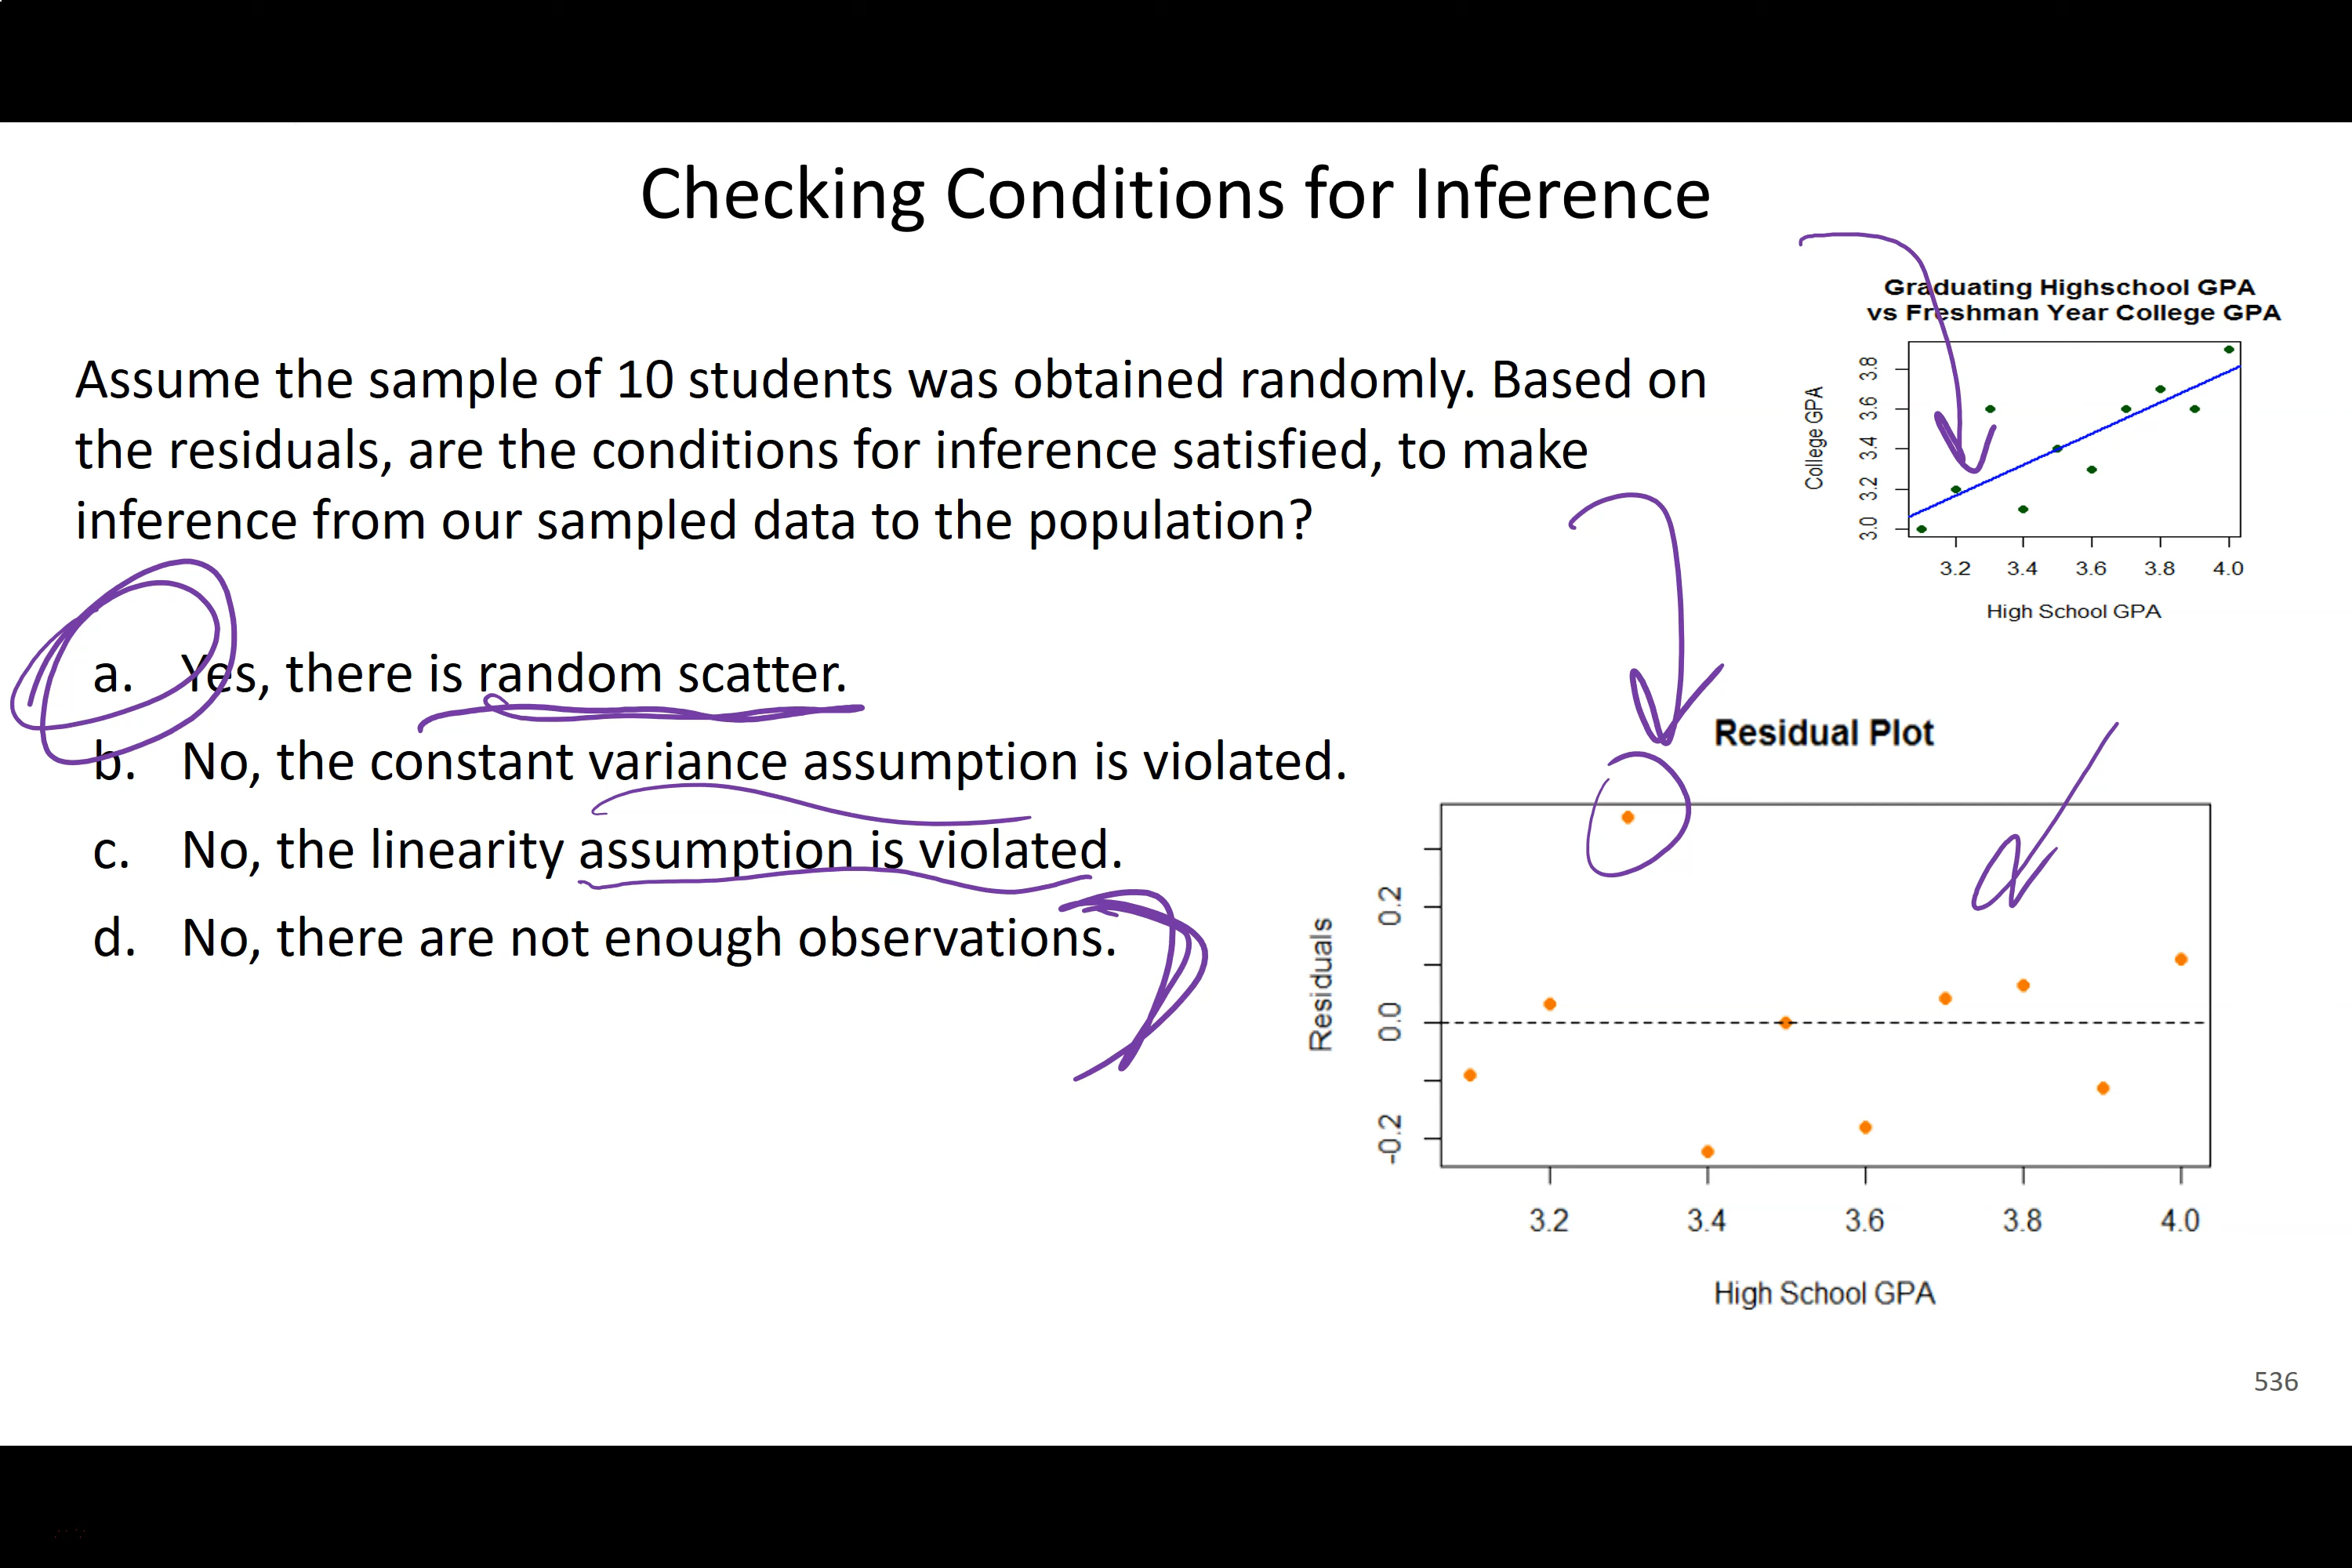 Checking Conditions for Inference
Assume the sample of 10 students was obtained randomly. Based on
the residuals, are the conditions for inference satisfied, to make
inference from our sampled data to the population?
a. Yes, there is random scatter.
b. No, the constant variance assumption is violated.
c. No, the linearity assumption is violated.
d. No, there are not enough observations.
Graduating Highschool GPA
vs Freshman Year College GPA
College GPA
3.0 3.2 3.4 3.6 3.8
3.2 3.4 3.6 3.8 4.0
High School GPA
Residual Plot
Residuals
-0.2 0.0 0.2
3.2 3.4 3.6 3.8 4.0
High School GPA
536